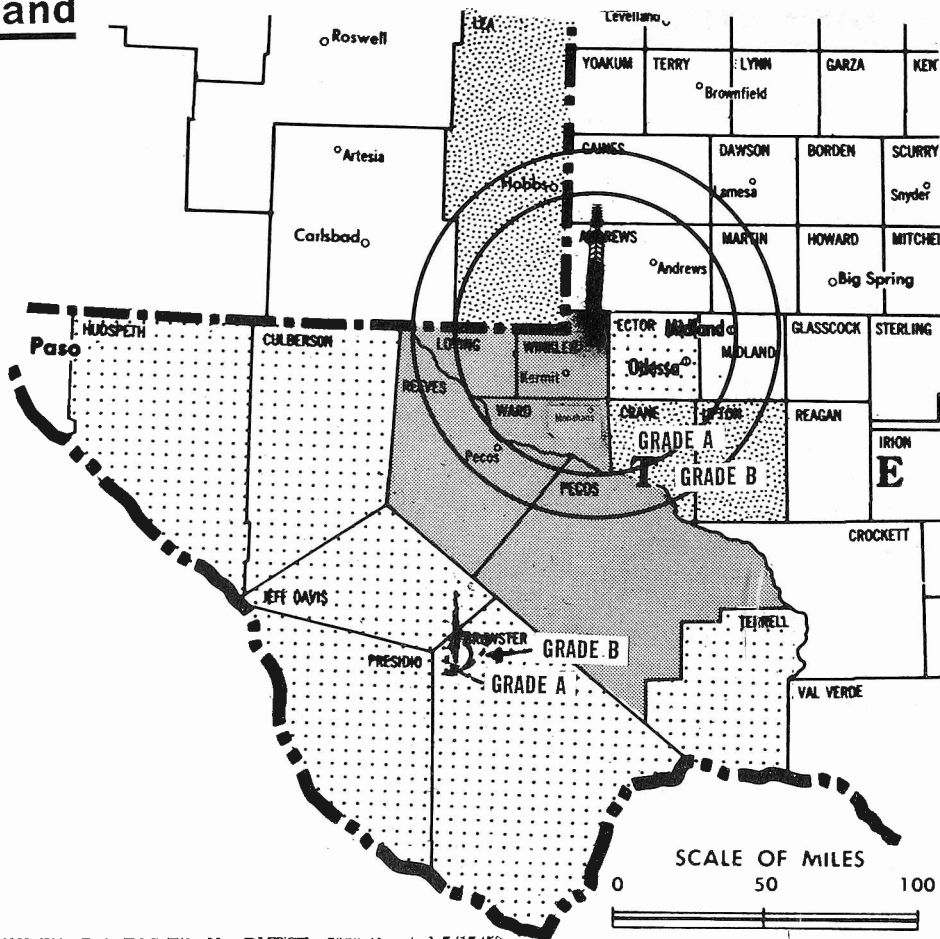 and
Levelland
LEA
Roswell
YOAKUM
TERRY
LYNN
GARZA
KENT
Brownfield
Artesia
GAINES
DAWSON
BORDEN
SCURRY
Hobbs
Lamesa
Snyder
Carlsbad
ANDREWS
MARTIN
HOWARD
MITCHEL
Andrews
Big Spring
Paso
HUDSPETH
CULBERSON
LOVING
WINKLER
ECTOR
Midland
MIDLAND
GLASSCOCK
STERLING
Odessa
Kermit
REEVES
WARD
CRANE
UPTON
REAGAN
Pecos
GRADE A
T
GRADE B
IRION
E
PECOS
CROCKETT
JEFF DAVIS
TERRELL
BREWSTER
GRADE B
PRESIDIO
GRADE A
VAL VERDE
SCALE OF MILES
0 50 100